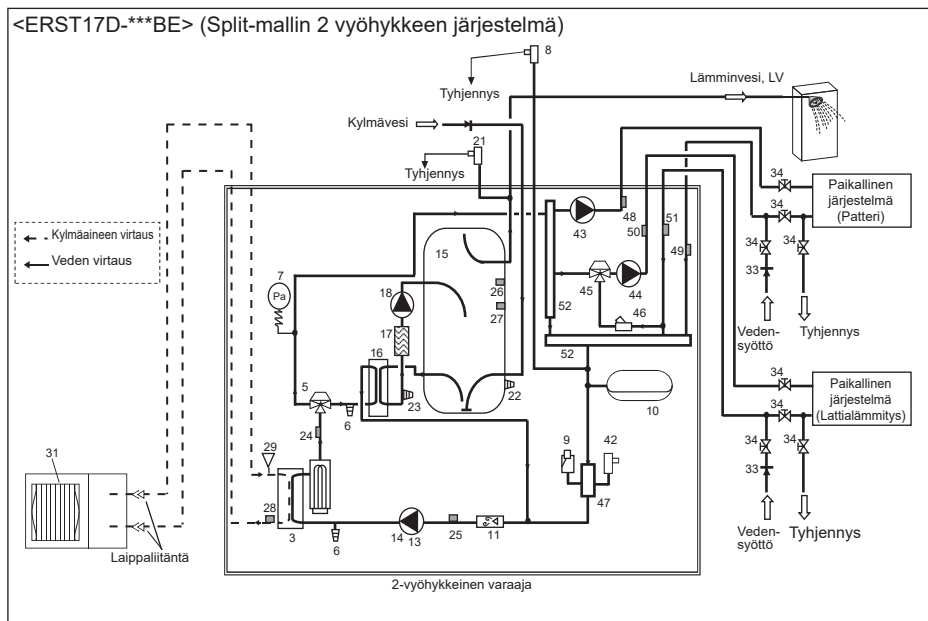 <ERST17D-***BE> (Split-mallin 2 vyöhykkeen järjestelmä)
8
Tyhjennys
Lämminvesi, LV
Kylmävesi
21
Tyhjennys
34
Paikallinen
järjestelmä
(Patteri)
34
34
34
33
Veden-
syöttö
Tyhjennys
Kylmäaineen virtaus
Veden virtaus
7
Pa
15
18
17
16
26
27
43
48
50
51
49
45
44
46
52
52
5
6
23
22
10
24
29
9
42
47
34
Paikallinen
järjestelmä
(Lattialämmitys)
34
34
34
33
Veden-
syöttö
Tyhjennys
31
28
3
6
14
13
25
11
Laippaliitäntä
2-vyöhykkeinen varaaja